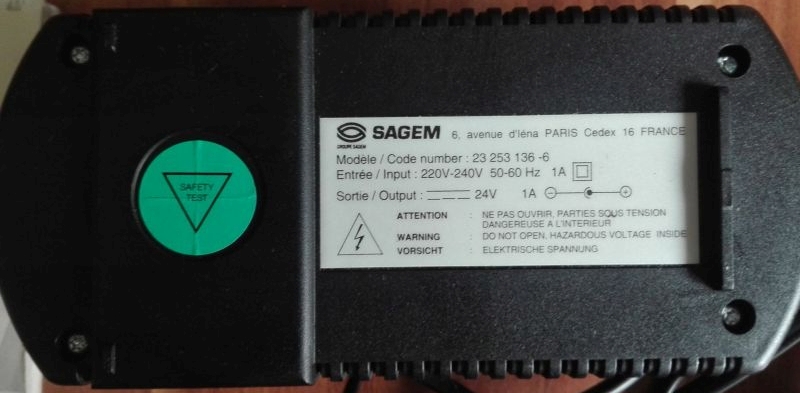 SAFETY
TEST
SAGEM 6, avenue d'Iéna PARIS Cedex 16 FRANCE
GROUPE SAGEM
Modèle / Code number : 23 253 136 -6
Entrée / Input : 220V-240V 50-60 Hz 1A
Sortie / Output : 24V 1A
ATTENTION : NE PAS OUVRIR, PARTIES SOUS TENSION
DANGEREUSE A L'INTERIEUR
WARNING : DO NOT OPEN, HAZARDOUS VOLTAGE INSIDE
VORSICHT : ELEKTRISCHE SPANNUNG